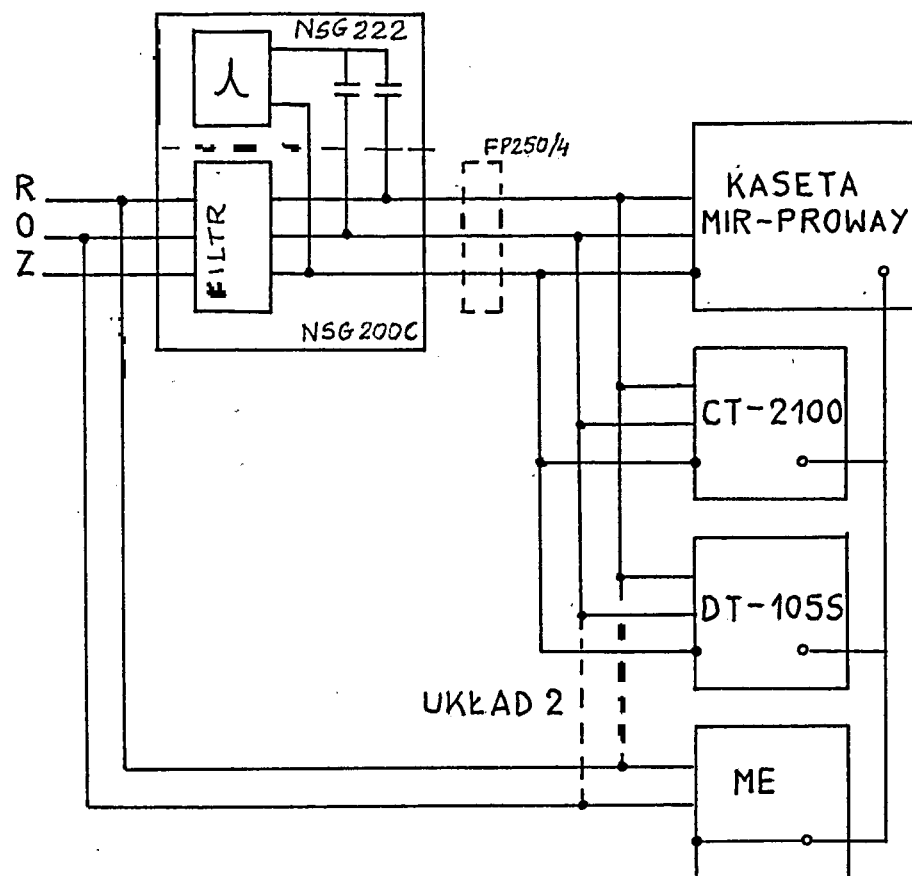 NSG222
FP250/4
R
O
Z
FILTR
NSG200C
KASETA
MIR-PROWAY
CT-2100
DT-105S
UKŁAD 2
ME